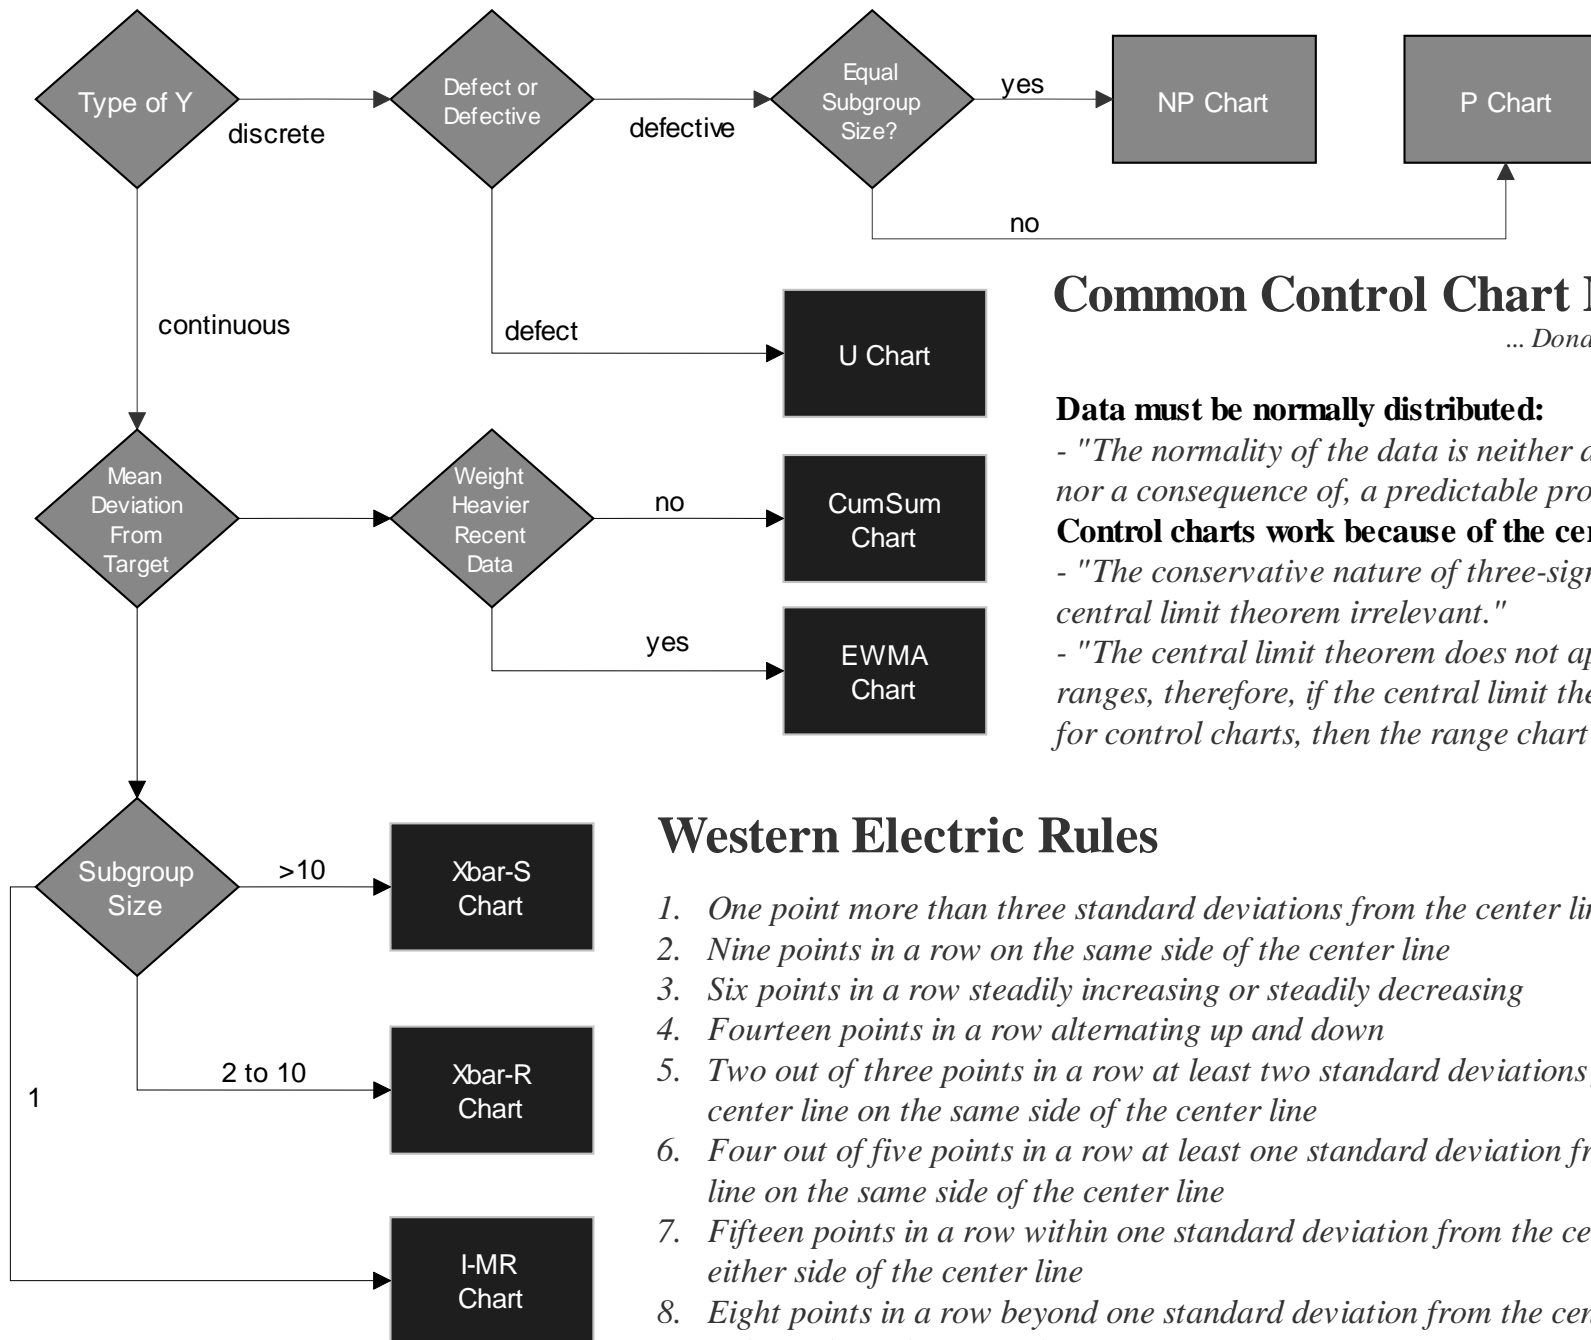 Type of Y
discrete
Defect or
Defective
defective
Equal
Subgroup
Size?
yes
NP Chart
P Chart
no
continuous
defect
U Chart
Mean
Deviation
From
Target
Weight
Heavier
Recent
Data
no
CumSum
Chart
yes
EWMA
Chart
Subgroup
Size
>10
Xbar-S
Chart
2 to 10
Xbar-R
Chart
1
I-MR
Chart
Common Control Chart
...
Data must be normally distributed:
- "The normality of the data is neither
nor a consequence of, a predictable
Control charts work because of the
- "The conservative nature of
central limit theorem irrelevant."
- "The central limit theorem does not
ranges, therefore, if the central limit
for control charts, then the range chart
Western Electric Rules
1. One point more than three standard deviations from the center
2. Nine points in a row on the same side of the center line
3. Six points in a row steadily increasing or steadily decreasing
4. Fourteen points in a row alternating up and down
5. Two out of three points in a row at least two standard deviations
center line on the same side of the center line
6. Four out of five points in a row at least one standard deviation
line on the same side of the center line
7. Fifteen points in a row within one standard deviation from the
either side of the center line
8. Eight points in a row beyond one standard deviation from the